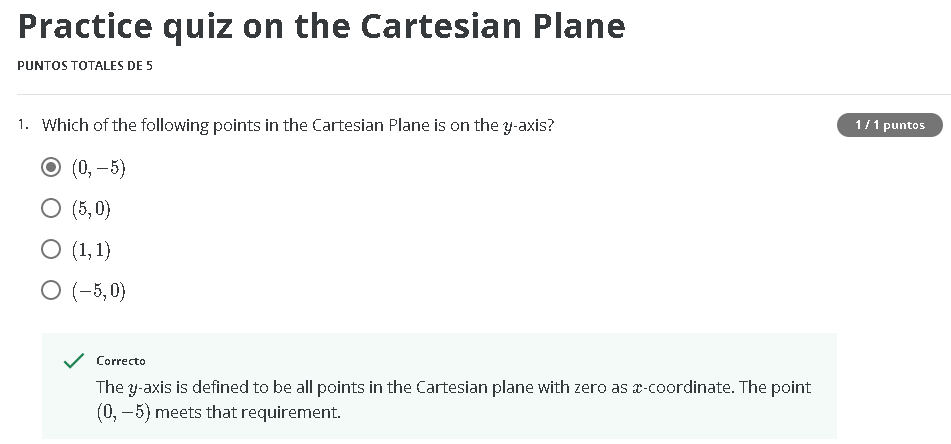 Practice quiz on the Cartesian Plane
PUNTOS TOTALES DE 5
1. Which of the following points in the Cartesian Plane is on the y-axis?
1 / 1 puntos
(0, −5)
(5, 0)
(1, 1)
(−5, 0)
Correcto
The y-axis is defined to be all points in the Cartesian plane with zero as x-coordinate. The point
(0, −5) meets that requirement.